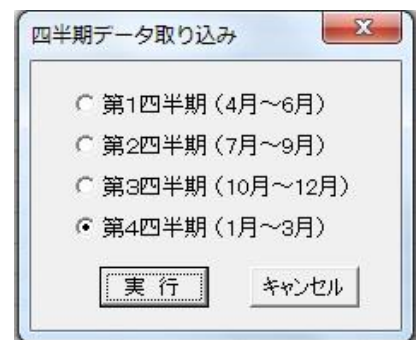 四半期データ取り込み
第1四半期（4月～6月）
第2四半期（7月～9月）
第3四半期（10月～12月）
第4四半期（1月～3月）
実 行 キャンセル